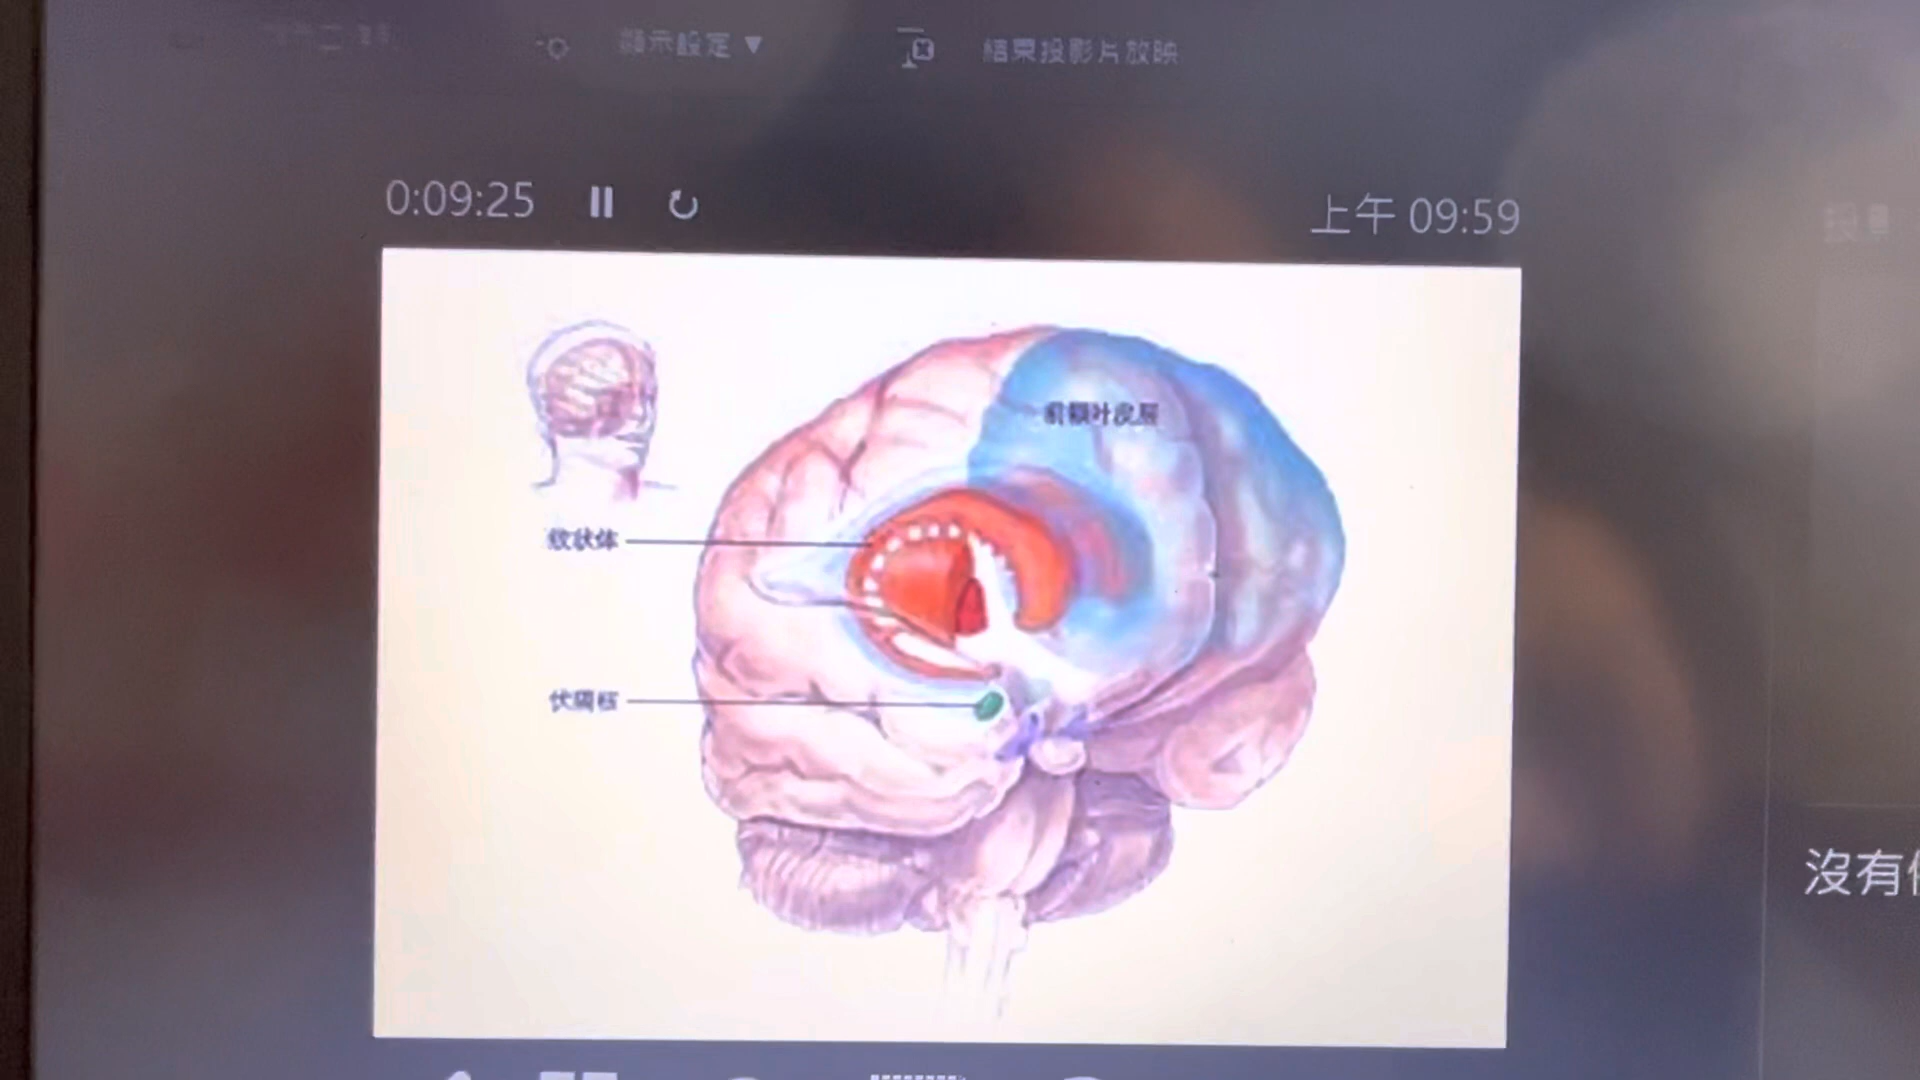 顯示設定 ▼
結束投影片放映
0:09:25
上午 09:59
前额叶皮层
纹状体
伏隔核
沒有